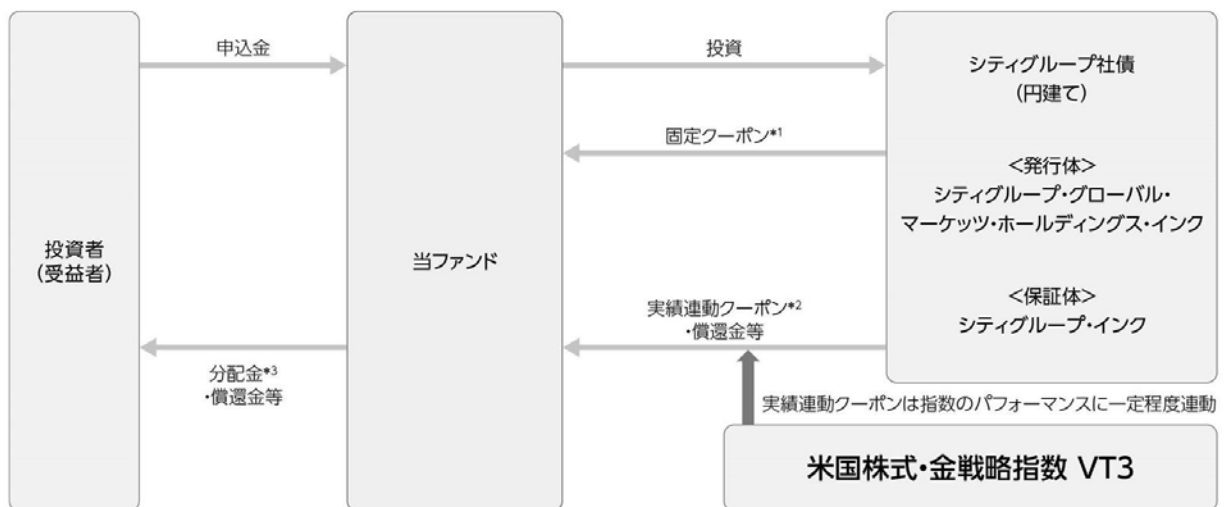 申込金
投資
シティグループ社債
(円建て)
固定クーポン*1
<発行体>
シティグループ・グローバル・
マーケッツ・ホールディングス・インク
投資者
(受益者)
当ファンド
<保証体>
シティグループ・インク
実績連動クーポン*2
・償還金等
分配金*3
・償還金等
実績連動クーポンは指数のパフォーマンスに一定程度連動
米国株式・金戦略指数 VT3